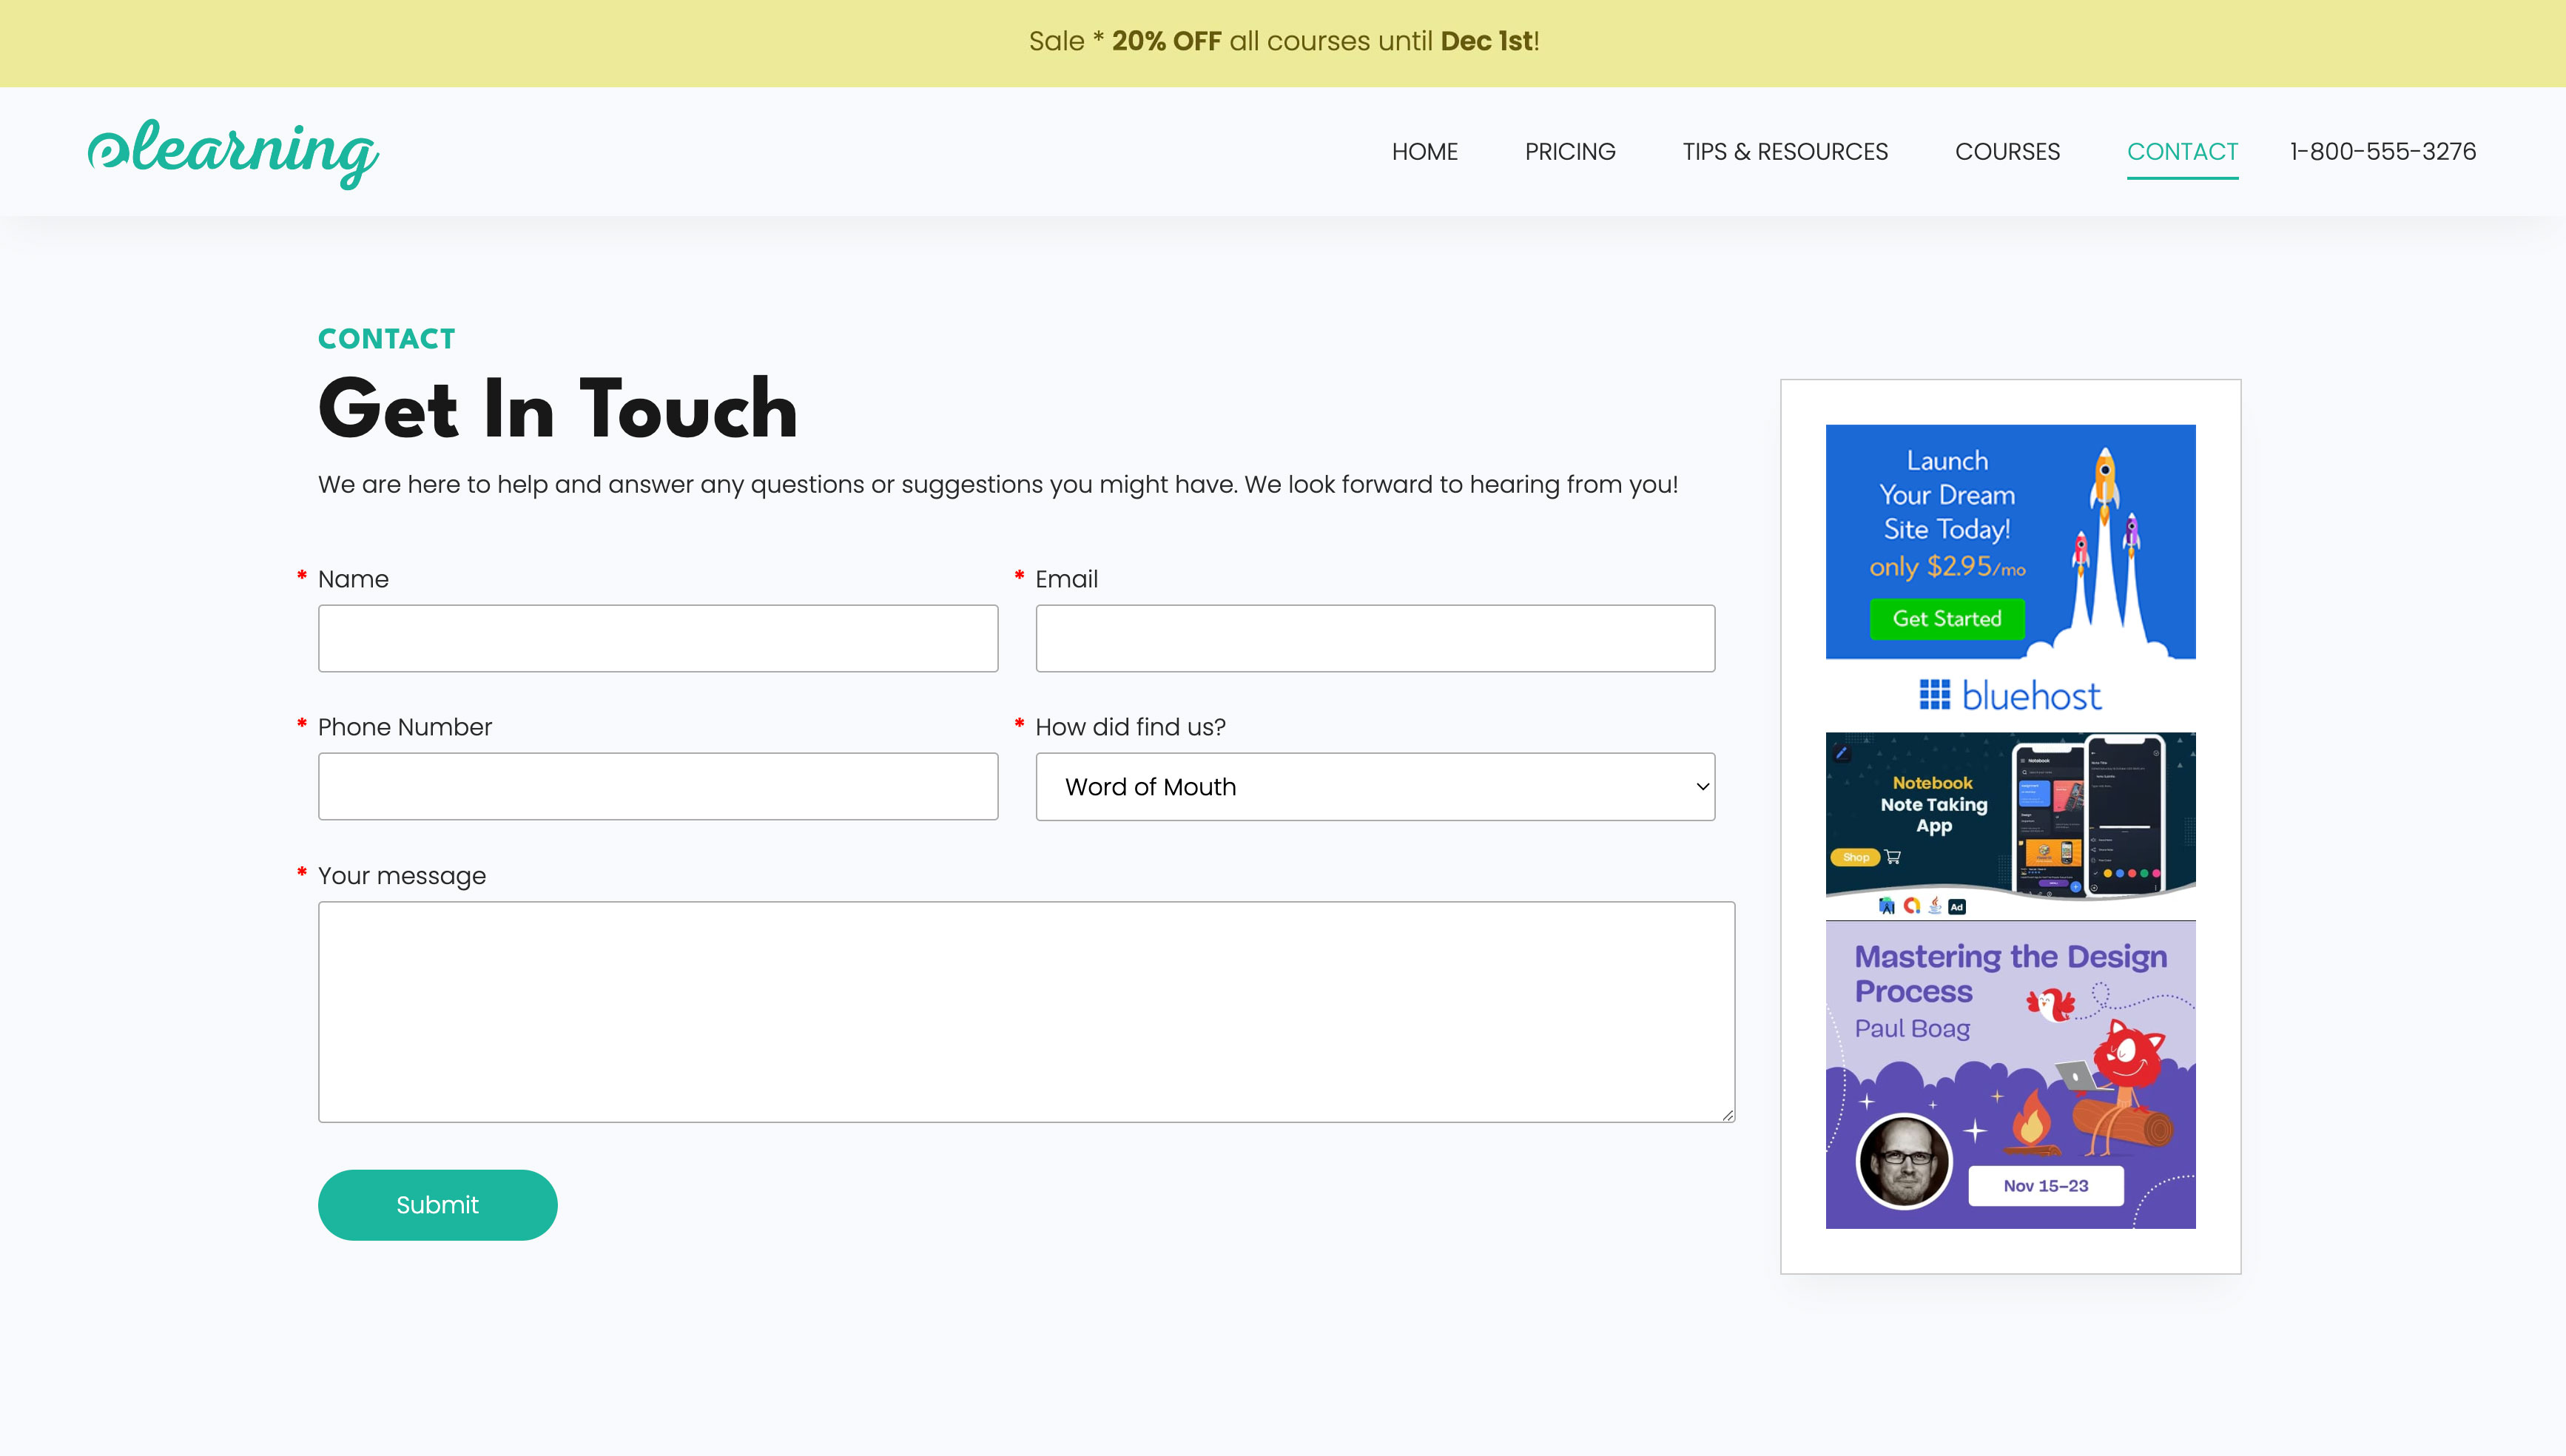 Sale * 20% OFF all courses until Dec 1st!
elearning
HOME PRICING TIPS & RESOURCES COURSES CONTACT 1-800-555-3276
CONTACT
Get In Touch
We are here to help and answer any questions or suggestions you might have. We look forward to hearing from you!
* Name
* Email
* Phone Number
* How did find us?
Word of Mouth
* Your message
Submit
Launch
Your Dream
Site Today!
only $2.95/mo
Get Started
bluehost
Notebook
Note Taking
App
Shop
Notebook
Ad
Mastering the Design
Process
Paul Boag
Nov 15–23